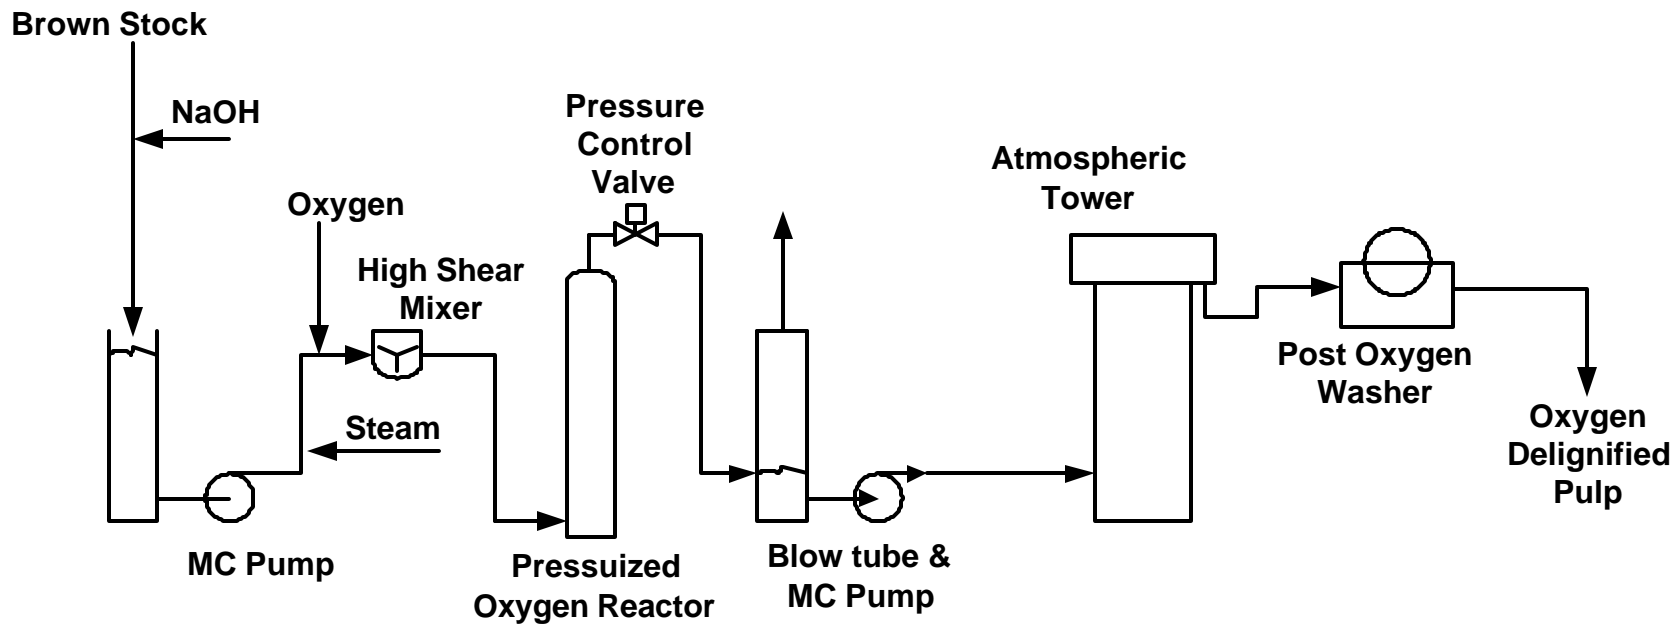 Brown Stock
NaOH
Oxygen
High Shear
Mixer
Steam
MC Pump
Pressure
Control
Valve
Pressuized
Oxygen Reactor
Blow tube &
MC Pump
Atmospheric
Tower
Post Oxygen
Washer
Oxygen
Delignified
Pulp